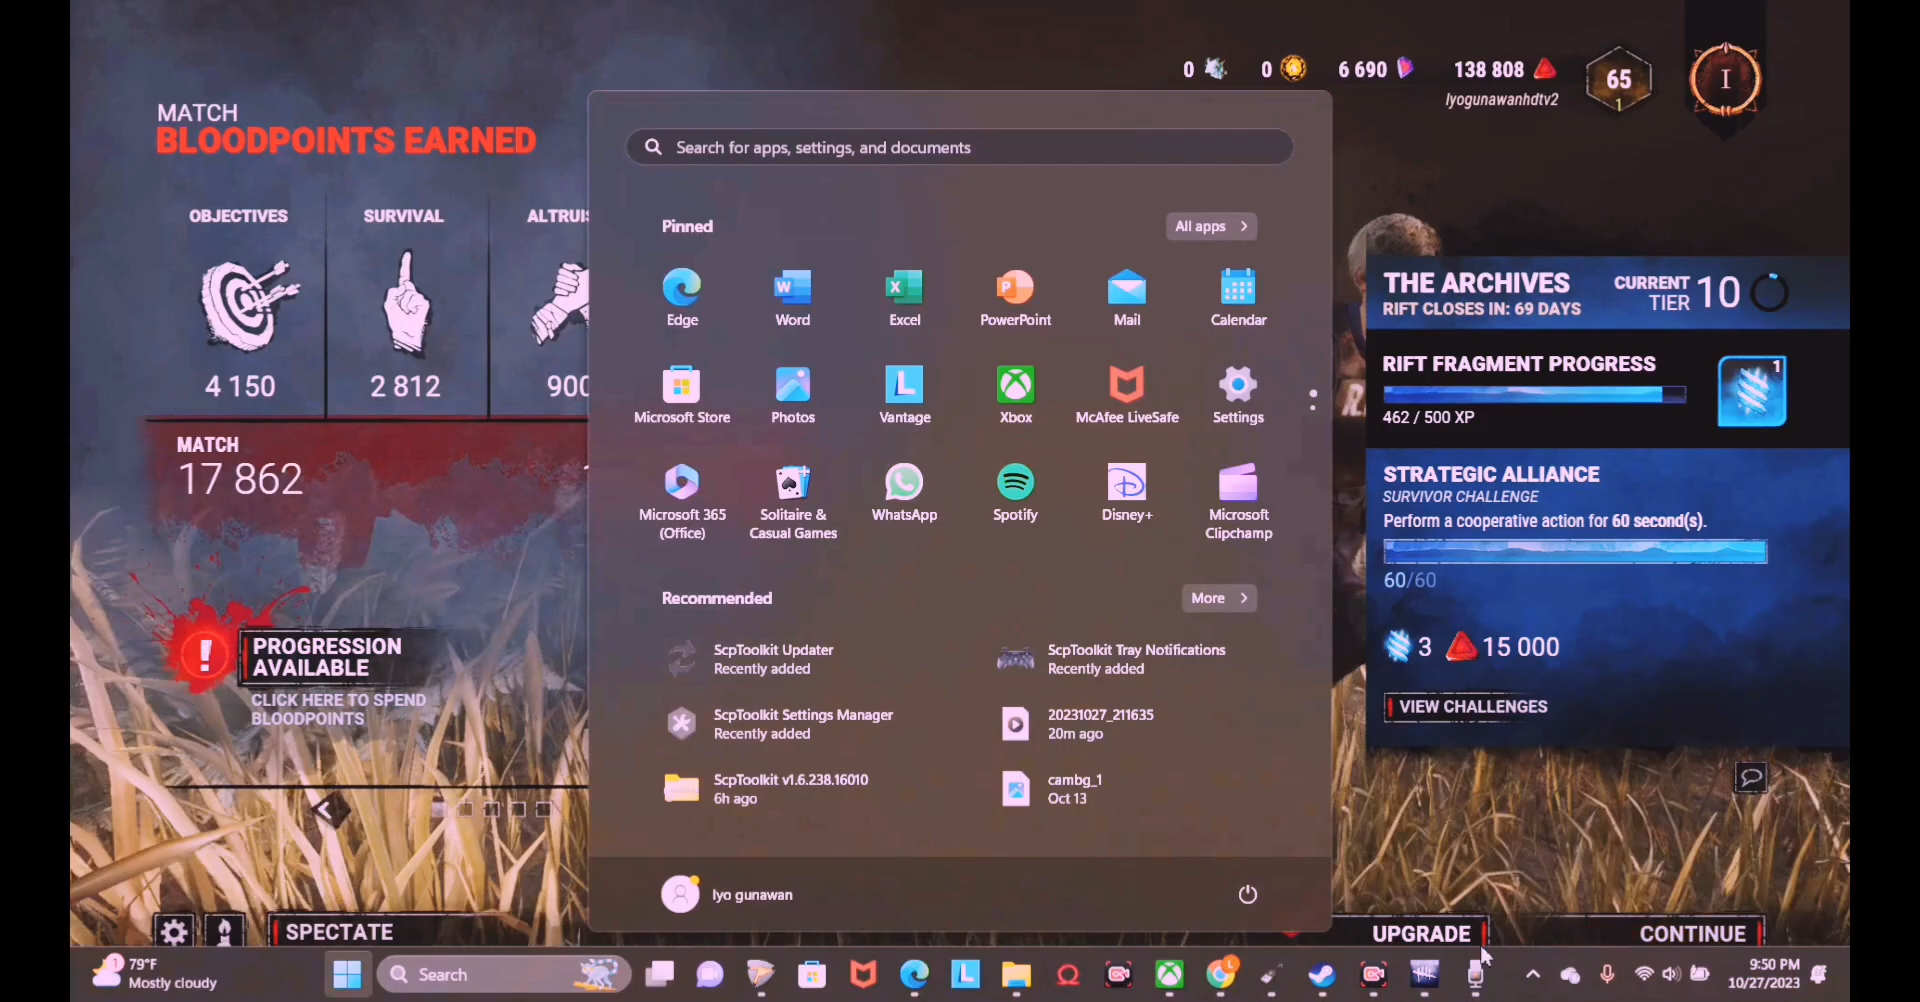 MATCH
BLOODPOINTS EARNED
0
0
6 690
138 808
Iyogunawanhdtv2
65
1
I
OBJECTIVES
SURVIVAL
ALTRUIS
4 150
2 812
900
MATCH
17 862
PROGRESSION
AVAILABLE
CLICK HERE TO SPEND
BLOODPOINTS
SPECTATE
Search for apps, settings, and documents
Pinned
All apps
Edge
Word
Excel
PowerPoint
Mail
Calendar
Microsoft Store
Photos
Vantage
Xbox
McAfee LiveSafe
Settings
Microsoft 365
(Office)
Solitaire &
Casual Games
WhatsApp
Spotify
Disney+
Microsoft
Clipchamp
Recommended
More
ScpToolkit Updater
Recently added
ScpToolkit Tray Notifications
Recently added
ScpToolkit Settings Manager
Recently added
20231027_211635
20m ago
ScpToolkit v1.6.238.16010
6h ago
cambg_1
Oct 13
Iyo gunawan
THE ARCHIVES
RIFT CLOSES IN: 69 DAYS
CURRENT
TIER 10
RIFT FRAGMENT PROGRESS
1
462 / 500 XP
STRATEGIC ALLIANCE
SURVIVOR CHALLENGE
Perform a cooperative action for 60 second(s).
60/60
3
15 000
VIEW CHALLENGES
UPGRADE
CONTINUE
1
79°F
Mostly cloudy
Search
9:50 PM
10/27/2023